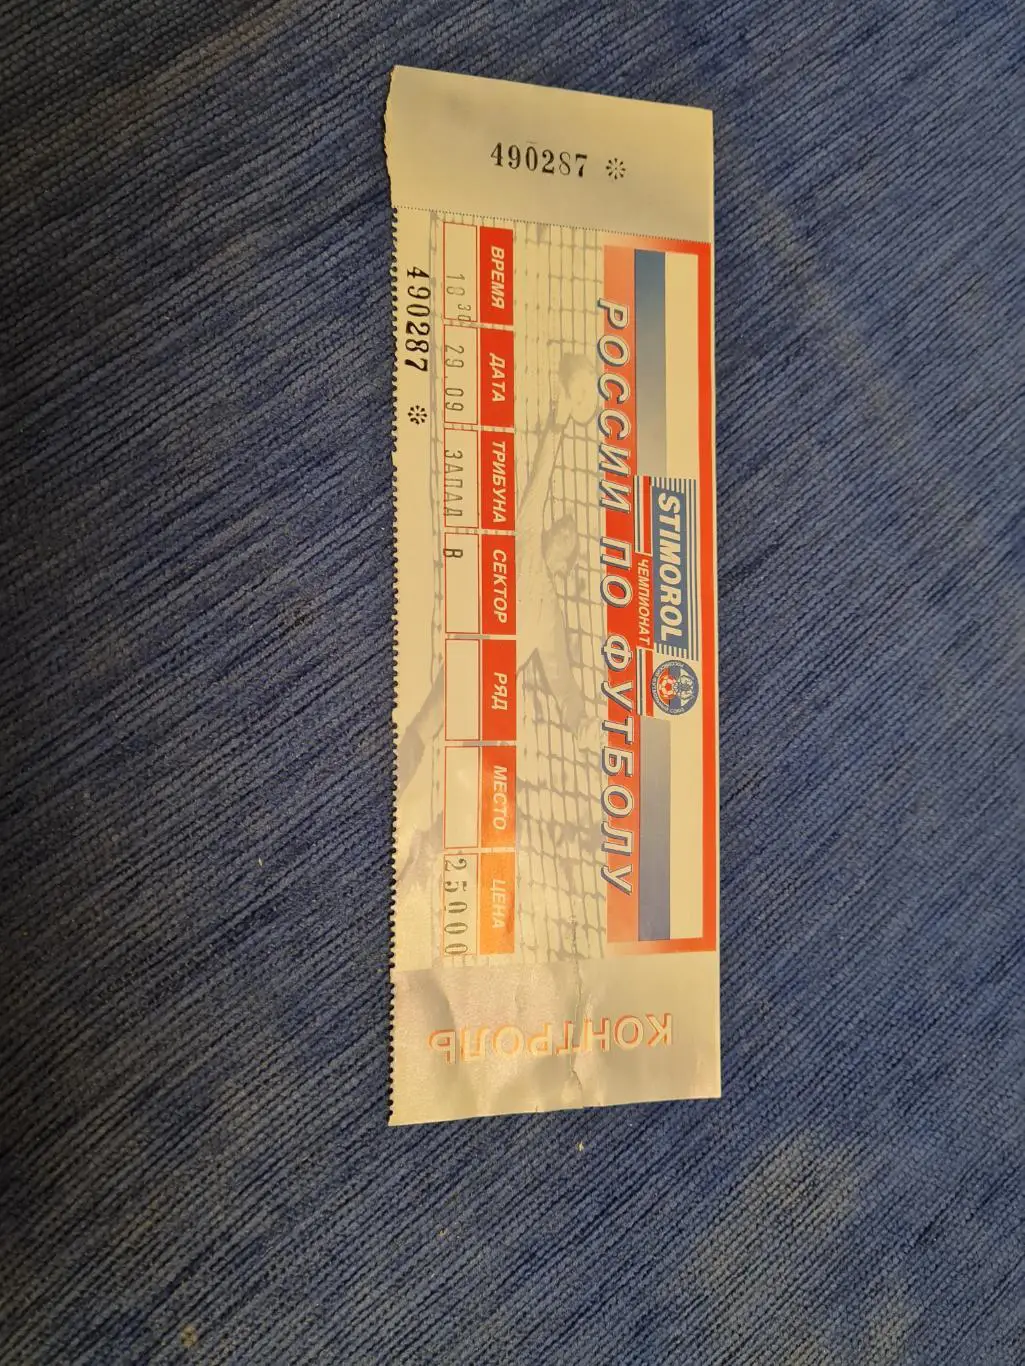 490287 ※
STIMOROL
ЧЕМПИОНАТ
РОССИИ ПО ФУТБОЛУ
ВРЕМЯ ДАТА ТРИБУНА СЕКТОР РЯД МЕСТО ЦЕНА
18 30 29.09 ЗАПАД В 25000
490287 ※
КОНТРОЛЬ